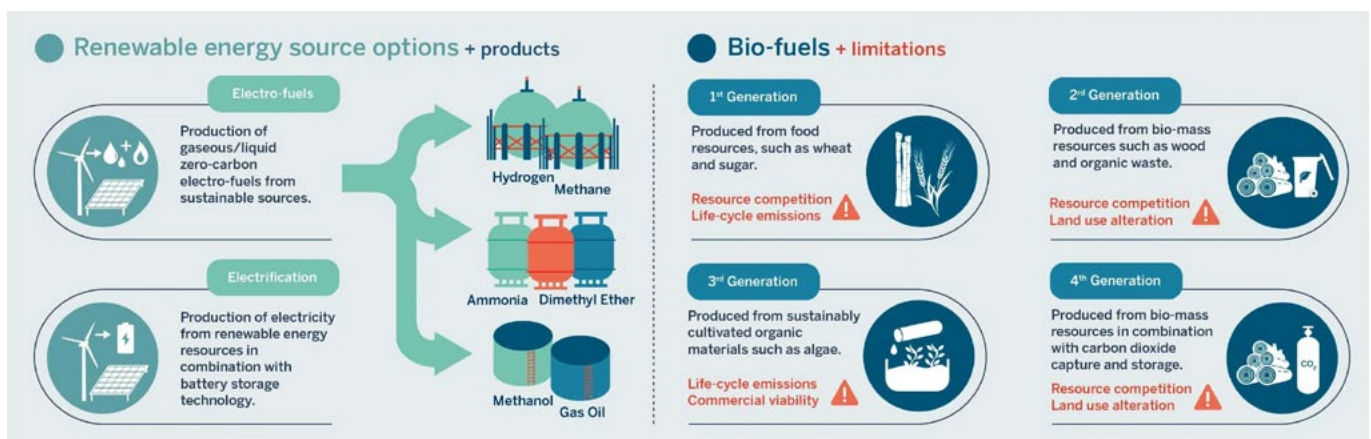 Renewable energy source options + products
Electro-fuels
Production of
gaseous/liquid
zero-carbon
electro-fuels from
sustainable sources.
Electrification
Production of electricity
from renewable energy
resources in
combination with
battery storage
technology.
Hydrogen
Methane
Ammonia
Dimethyl Ether
Methanol
Gas Oil
Bio-fuels + limitations
1st Generation
Produced from food
resources, such as wheat
and sugar.
Resource competition
Life-cycle emissions
2nd Generation
Produced from bio-mass
resources such as wood
and organic waste.
Resource competition
Land use alteration
3rd Generation
Produced from sustainably
cultivated organic
materials such as algae.
Life-cycle emissions
Commercial viability
4th Generation
Produced from bio-mass
resources in combination
with carbon dioxide
capture and storage.
Resource competition
Land use alteration
CO₂